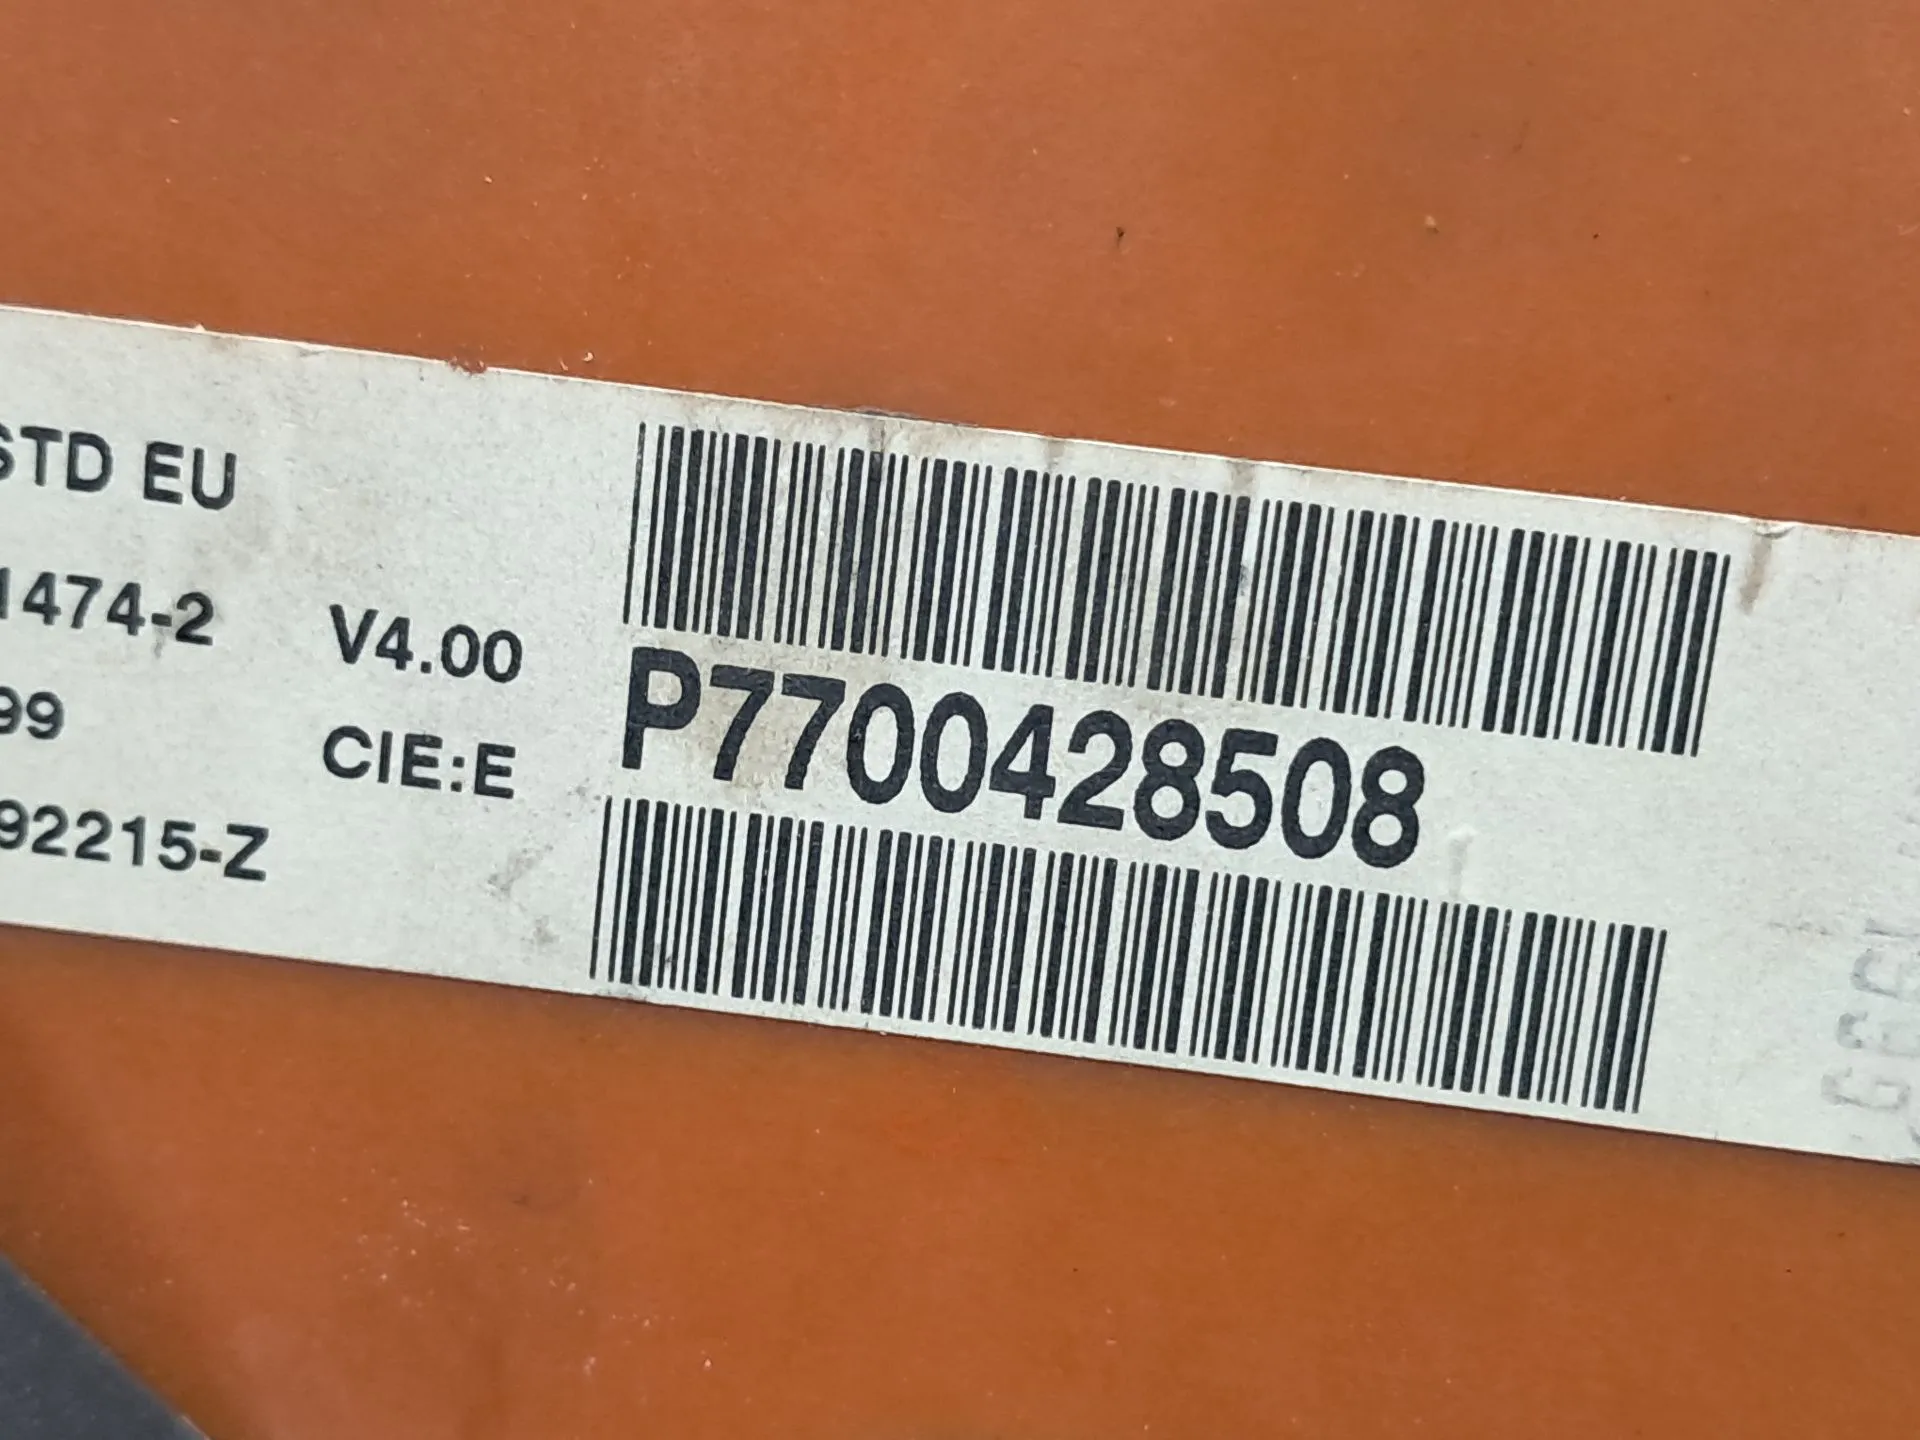 STD EU
1474-2 V4.00
99 CIE:E
92215-Z
P7700428508